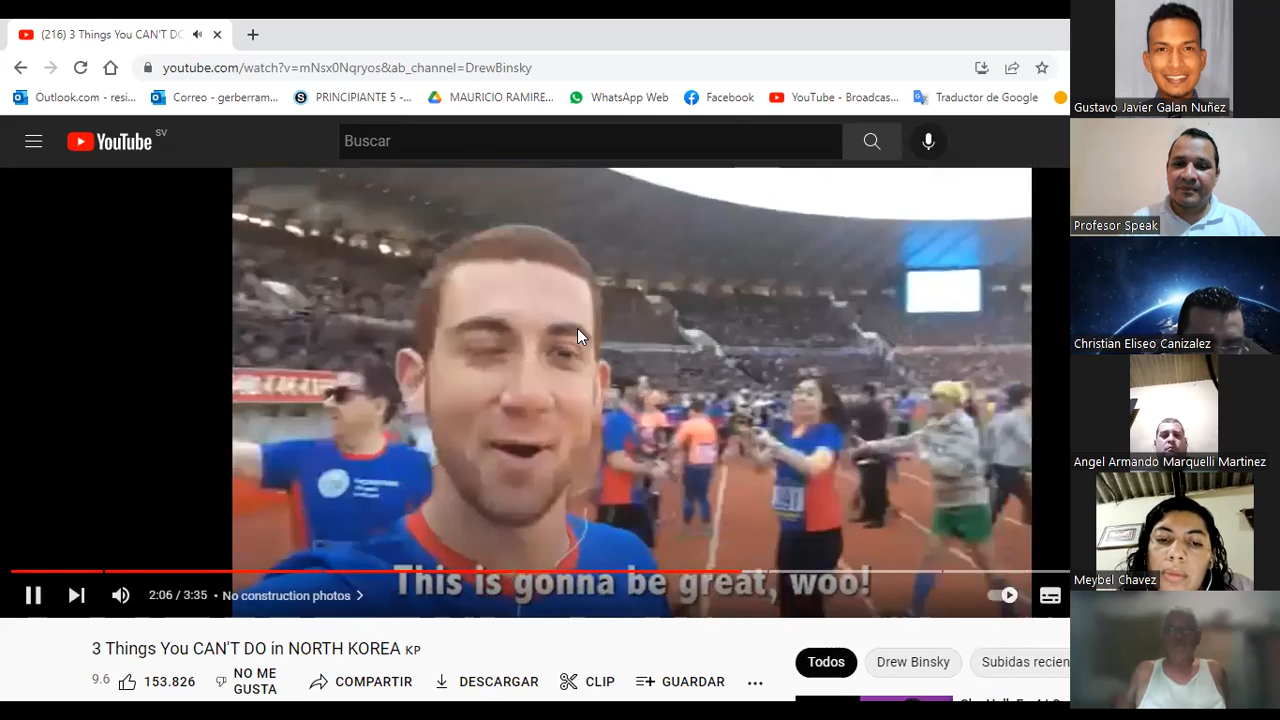 (216) 3 Things You CAN'T DO
youtube.com/watch?v=mNsx0Nqryos&ab_channel=DrewBinsky
Outlook.com - resi...
Correo - gerberram...
PRINCIPIANTE 5 -...
MAURICIO RAMIRE...
WhatsApp Web
Facebook
YouTube - Broadcas...
Traductor de Google
YouTube SV
Buscar
This is gonna be great, woo!
2:06 / 3:35 • No construction photos >
3 Things You CAN'T DO in NORTH KOREA KP
9.6
153.826
NO ME GUSTA
COMPARTIR
DESCARGAR
CLIP
GUARDAR
...
Todos
Drew Binsky
Subidas recien
Gustavo Javier Galan Nuñez
Profesor Speak
Christian Eliseo Canizalez
Angel Armando Marquelli Martinez
Meybel Chavez